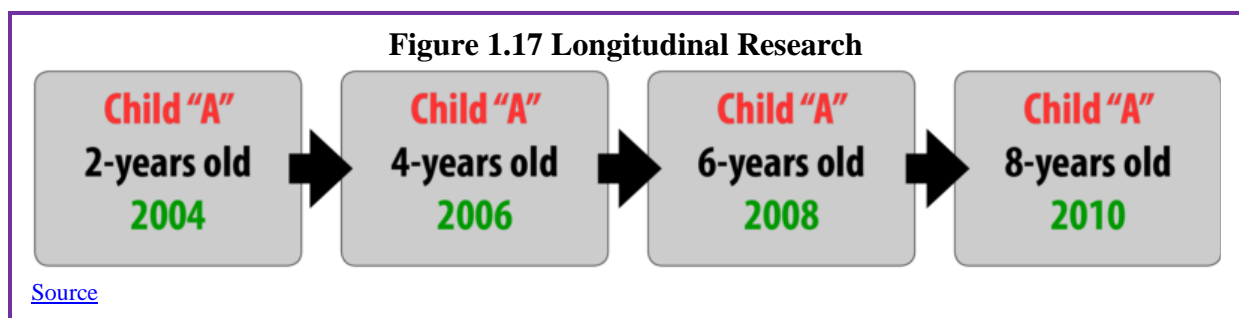 Figure 1.17 Longitudinal Research
Child “A”
2-years old
2004
Child “A”
4-years old
2006
Child “A”
6-years old
2008
Child “A”
8-years old
2010
Source